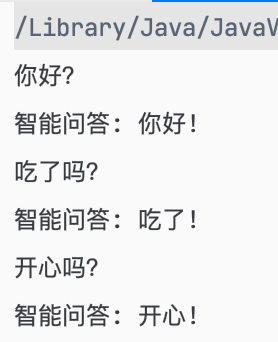 /Library/Java/JavaV
你好？
智能问答: 你好！
吃了吗？
智能问答: 吃了！
开心吗？
智能问答: 开心！